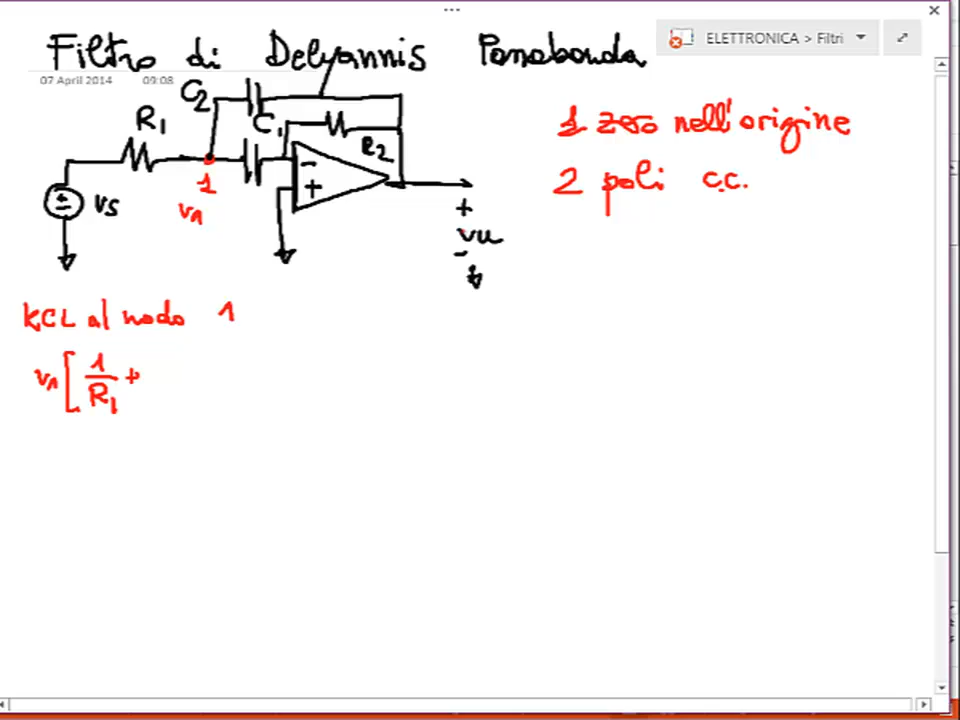 Filtro di Delyannis Passabanda
ELETTRONICA > Filtri
07 April 2014 09:08
C2
R1
C1
R2
1 zero nell'origine
2 poli c.c.
-
+
1
v1
± vs
+
vu
-
KCL al nodo 1
v1 [ 1/R1 +